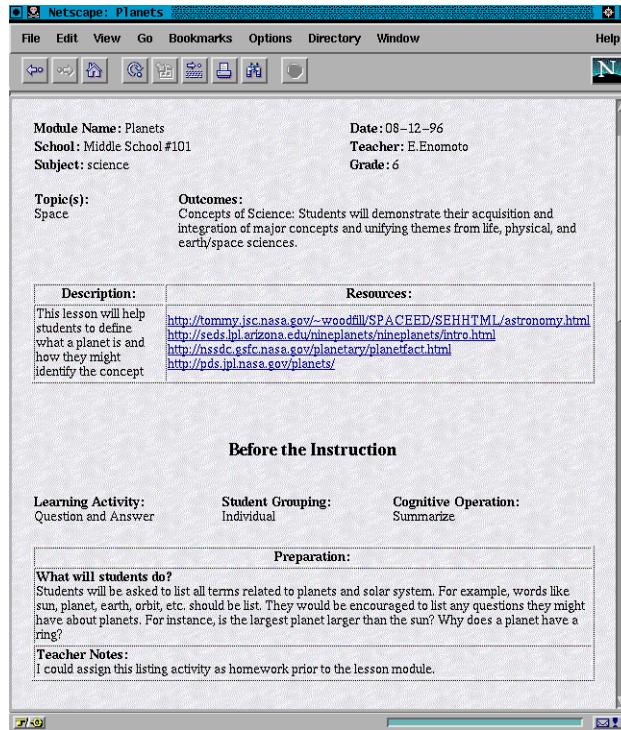 Netscape: Planets
File Edit View Go Bookmarks Options Directory Window Help
N
Module Name: Planets Date: 08-12-96
School: Middle School #101 Teacher: E.Enomoto
Subject: science Grade: 6
Topic(s): Outcomes:
Space Concepts of Science: Students will demonstrate their acquisition and
integration of major concepts and unifying themes from life, physical, and
earth/space sciences.
Description: Resources:
This lesson will help
students to define
what a planet is and
how they might
identify the concept
http://tommy.jsc.nasa.gov/~woodfill/SPACEED/SEHHTML/astronomy.html
http://seds.lpl.arizona.edu/nineplanets/nineplanets/intro.html
http://nssdc.gsfc.nasa.gov/planetary/planetfact.html
http://pds.jpl.nasa.gov/planets/
Before the Instruction
Learning Activity: Student Grouping: Cognitive Operation:
Question and Answer Individual Summarize
Preparation:
What will students do?
Students will be asked to list all terms related to planets and solar system. For example, words like
sun, planet, earth, orbit, etc. should be list. They would be encouraged to list any questions they might
have about planets. For instance, is the largest planet larger than the sun? Why does a planet have a
ring?
Teacher Notes:
I could assign this listing activity as homework prior to the lesson module.